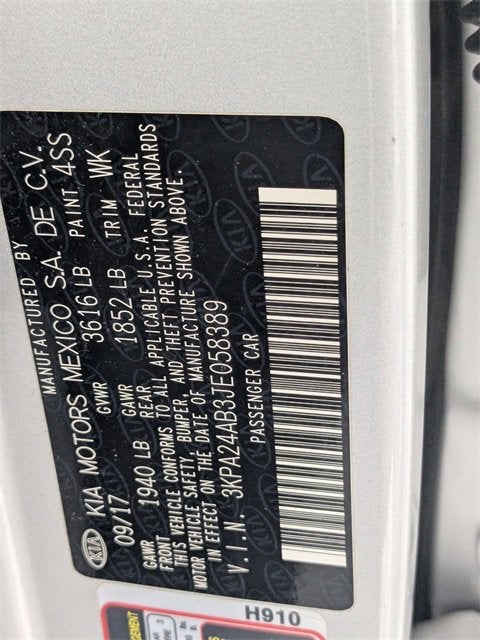 MANUFACTURED BY
KIA KIA MOTORS MEXICO S.A. DE C.V.
09/17 GVWR 3616 LB PAINT 4SS
GAWR FRONT 1940 LB GAWR REAR 1852 LB TRIM WK
THIS VEHICLE CONFORMS TO ALL APPLICABLE U.S.A. FEDERAL
MOTOR VEHICLE SAFETY, BUMPER, AND THEFT PREVENTION STANDARDS
IN EFFECT ON THE DATE OF MANUFACTURE SHOWN ABOVE.
V.I.N. 3KPA24AB3JE058389
PASSENGER CAR
H910